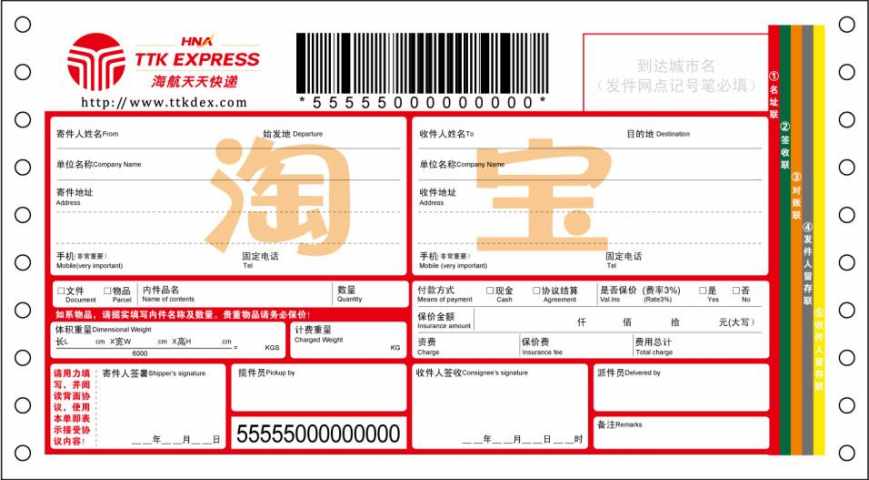 HNA
TTK EXPRESS
海航天天快递
http://www.ttkdex.com
*55555000000000*
到达城市名
（发件网点记号笔必填）
①名址联
②签收联
③对账联
④发件人留存联
⑤收件人留存联
淘宝
寄件人姓名From 始发地 Departure
单位名称Company Name
寄件地址
Address
手机（非常重要！） 固定电话
Mobile(very important) Tel
收件人姓名To 目的地 Destination
单位名称Company Name
收件地址
Address
手机（非常重要！） 固定电话
Mobile(very important) Tel
□文件 □物品 内件品名 数量
Document Parcel Name of contents Quantity
如系物品，请据实填写内件名称及数量。贵重物品请务必保价！
体积重量Dimensional Weight
长L cm X宽W cm X高H cm
6000 = KGS
计费重量
Charged Weight KG
付款方式 □现金 □协议结算 是否保价 (费率3%) □是 □否
Means of payment Cash Agreement Val.ins (Rate3%) Yes No
保价金额
Insurance amount 仟 佰 拾 元(大写)
资费 保价费 费用总计
Charge Insurance fee Total charge
请用力填写，并阅读背面协议，使用本单即表示接受协议内容！
寄件人签署Shipper's signature
__年__月__日
揽件员Pickup by
55555000000000
收件人签收Consignee's signature
__年__月__日__时
派件员Delivered by
备注Remarks